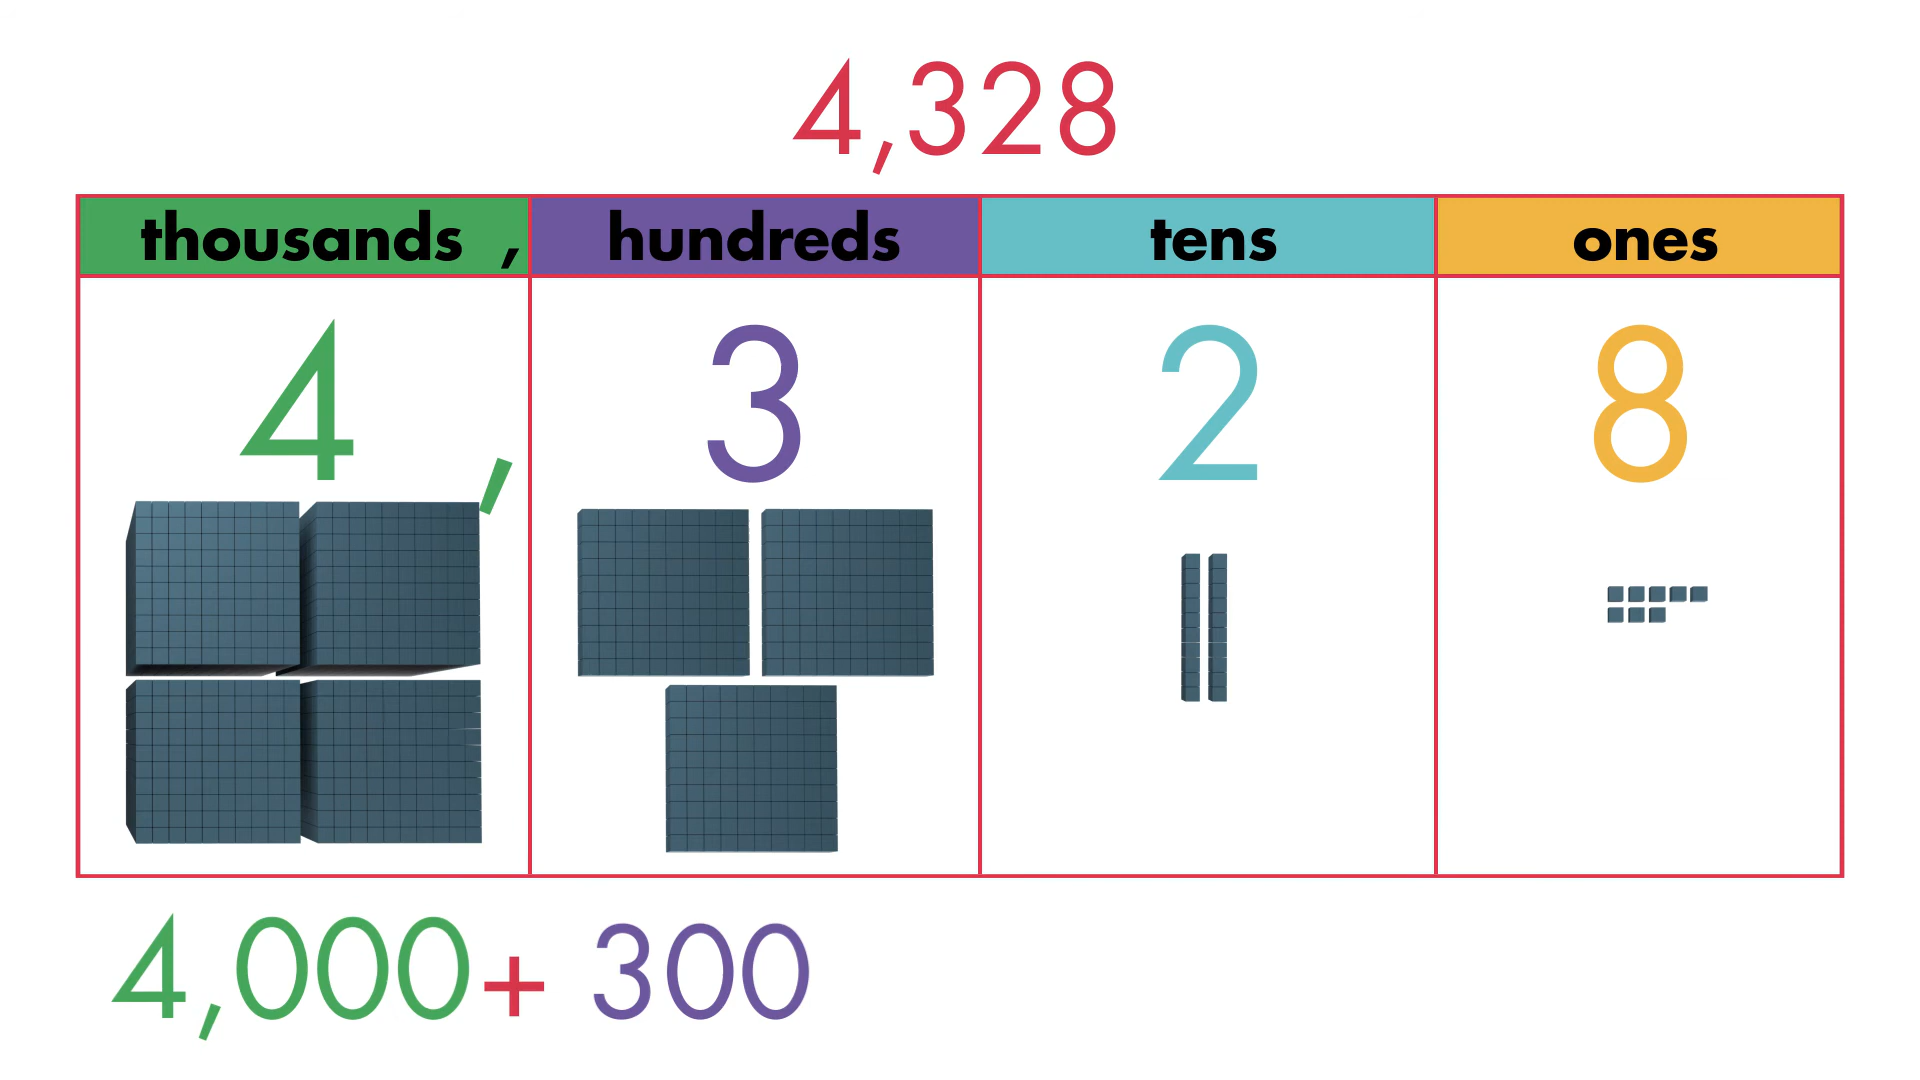 4,328
thousands , hundreds tens ones
4, 3 2 8
4,000 + 300